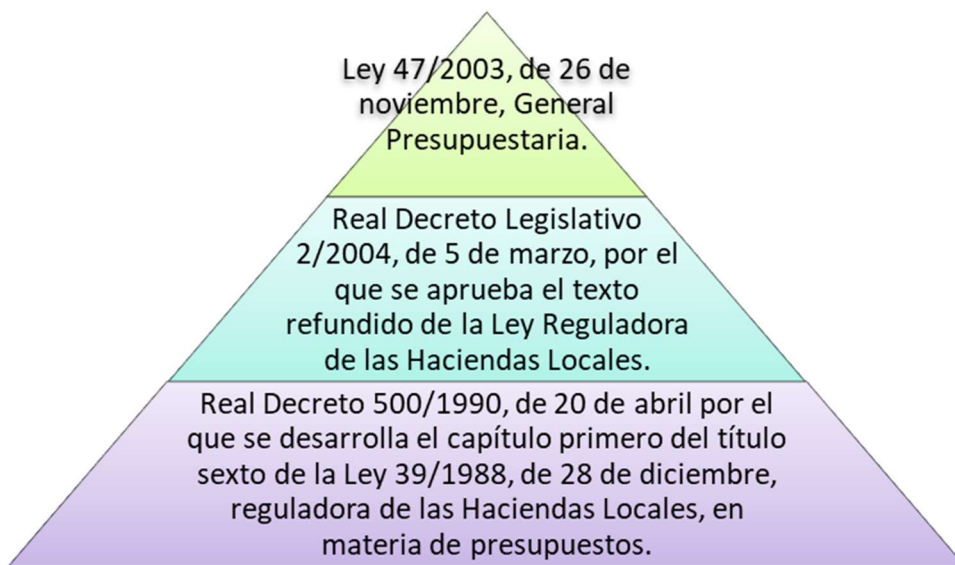 Ley 47/2003, de 26 de
noviembre, General
Presupuestaria.
Real Decreto Legislativo
2/2004, de 5 de marzo, por el
que se aprueba el texto
refundido de la Ley Reguladora
de las Haciendas Locales.
Real Decreto 500/1990, de 20 de abril por el
que se desarrolla el capítulo primero del título
sexto de la Ley 39/1988, de 28 de diciembre,
reguladora de las Haciendas Locales, en
materia de presupuestos.